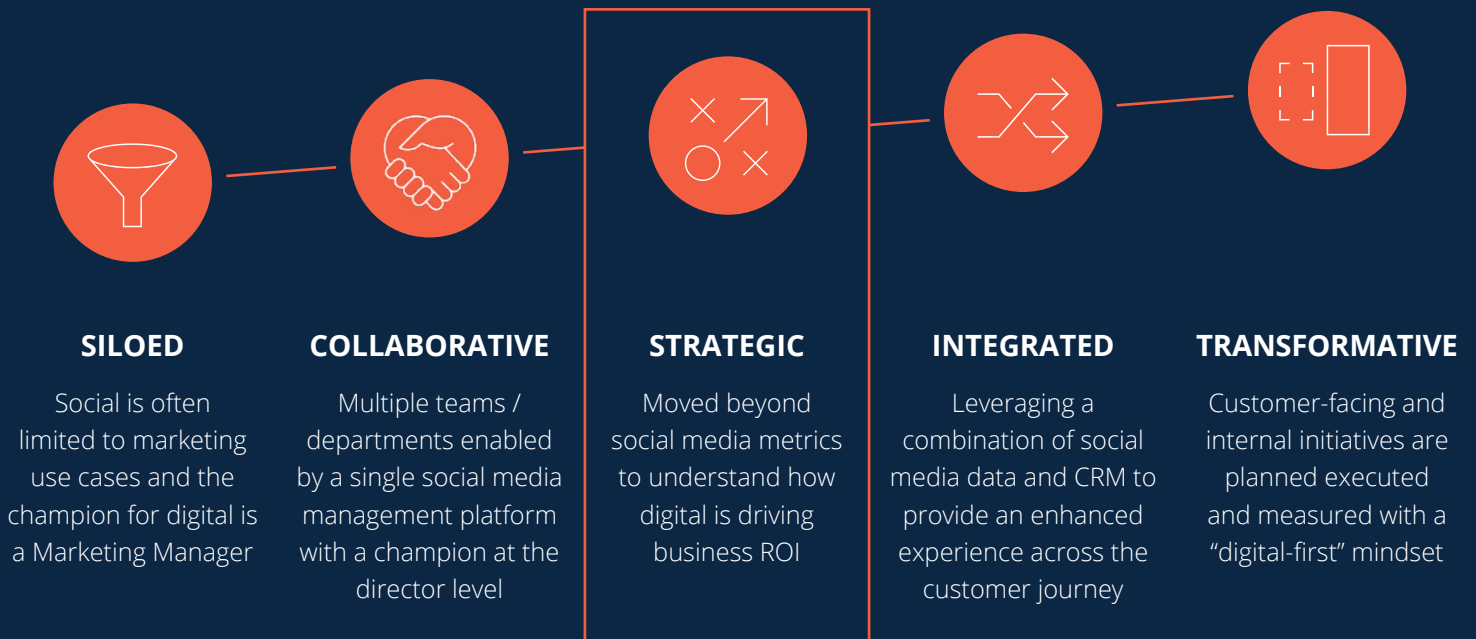 SILOED
Social is often
limited to marketing
use cases and the
champion for digital is
a Marketing Manager
COLLABORATIVE
Multiple teams /
departments enabled
by a single social media
management platform
with a champion at the
director level
STRATEGIC
Moved beyond
social media metrics
to understand how
digital is driving
business ROI
INTEGRATED
Leveraging a
combination of social
media data and CRM to
provide an enhanced
experience across the
customer journey
TRANSFORMATIVE
Customer-facing and
internal initiatives are
planned executed
and measured with a
“digital-first” mindset